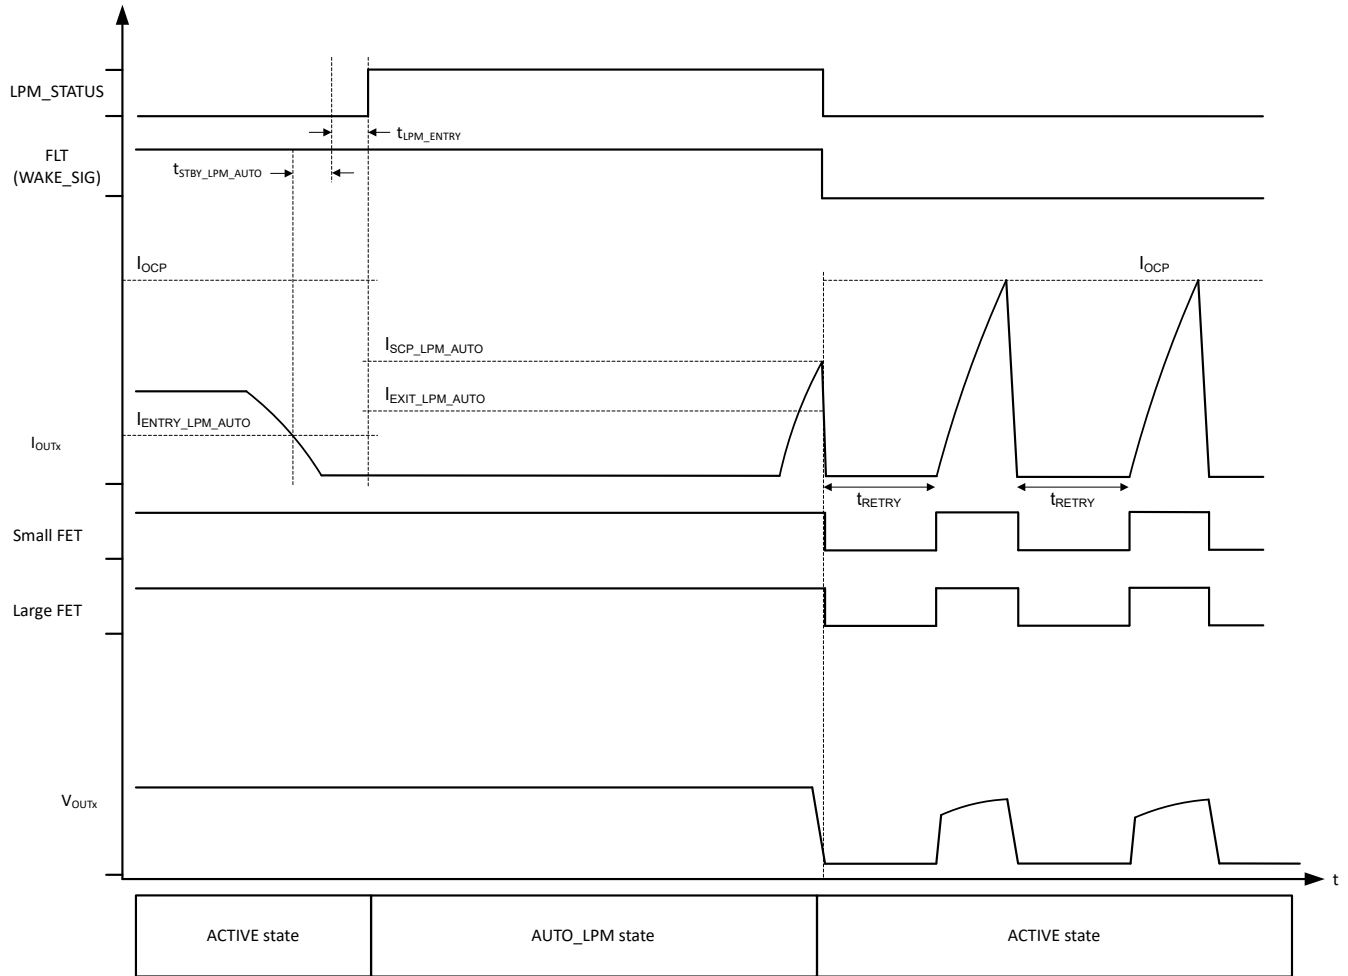 LPM_STATUS
tLPM_ENTRY
FLT
(WAKE_SIG)
tSTBY_LPM_AUTO
IOCP
IOCP
ISCP_LPM_AUTO
IEXIT_LPM_AUTO
IENTRY_LPM_AUTO
IOUTx
tRETRY
tRETRY
Small FET
Large FET
VOUTx
t
ACTIVE state
AUTO_LPM state
ACTIVE state